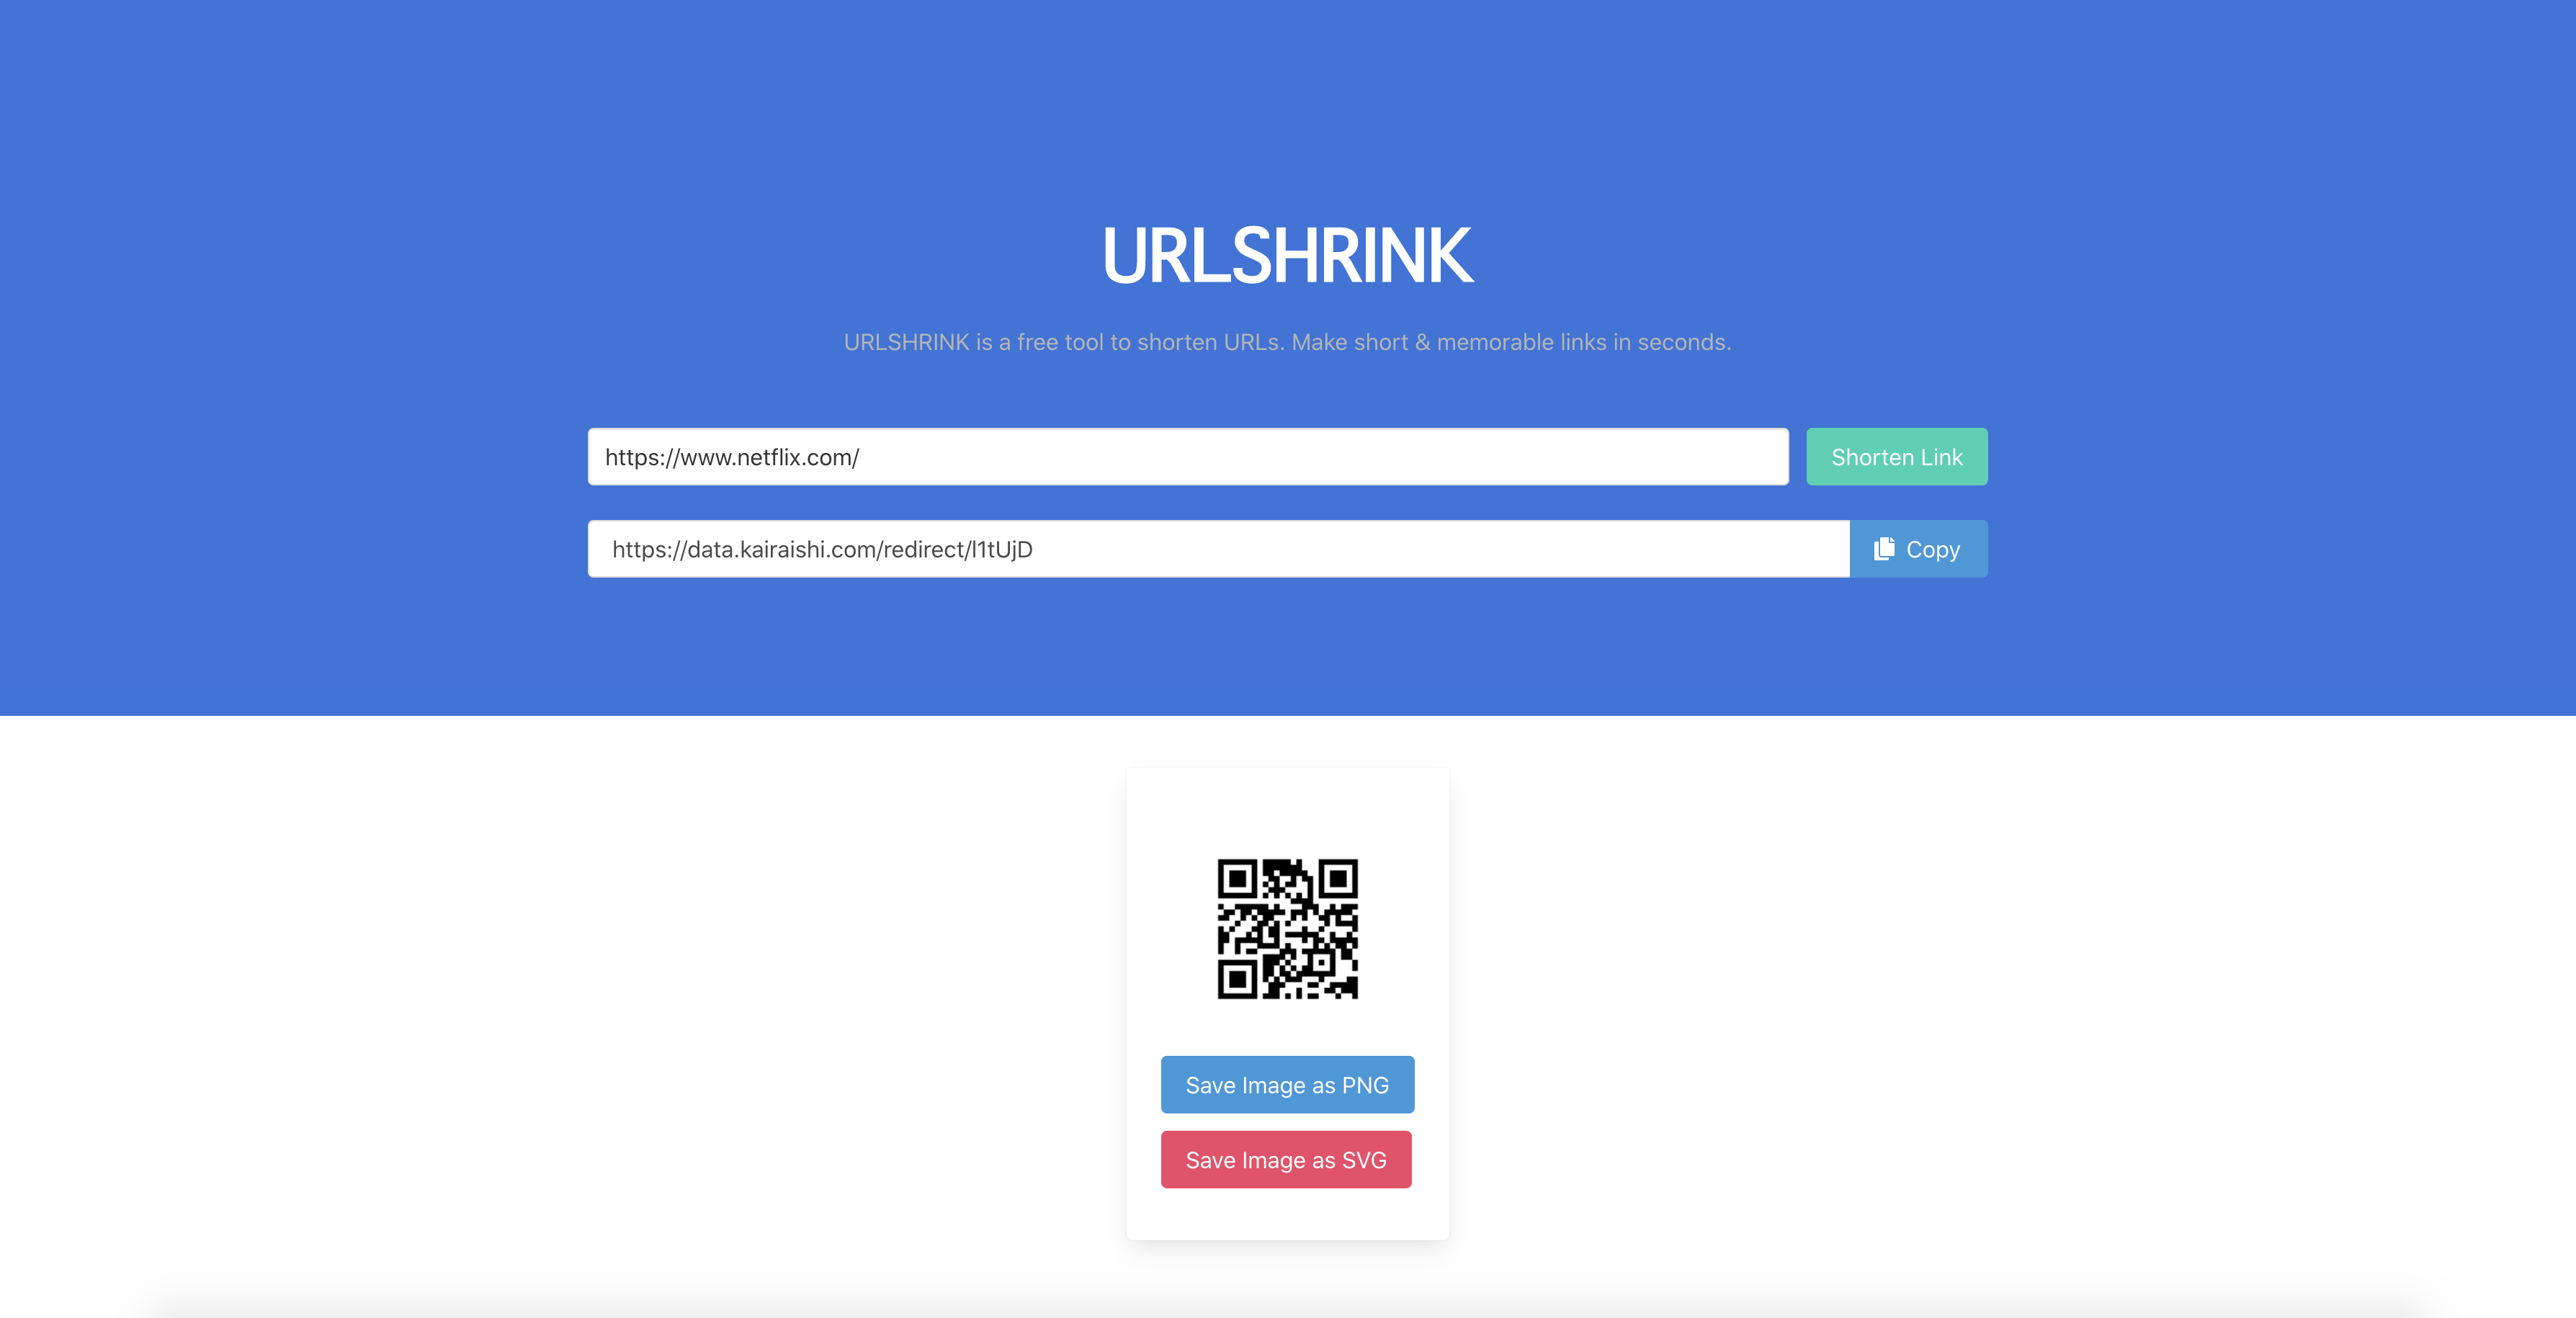 URLSHRINK
URLSHRINK is a free tool to shorten URLs. Make short & memorable links in seconds.
https://www.netflix.com/
Shorten Link
https://data.kairaishi.com/redirect/l1tUjD
Copy
Save Image as PNG
Save Image as SVG